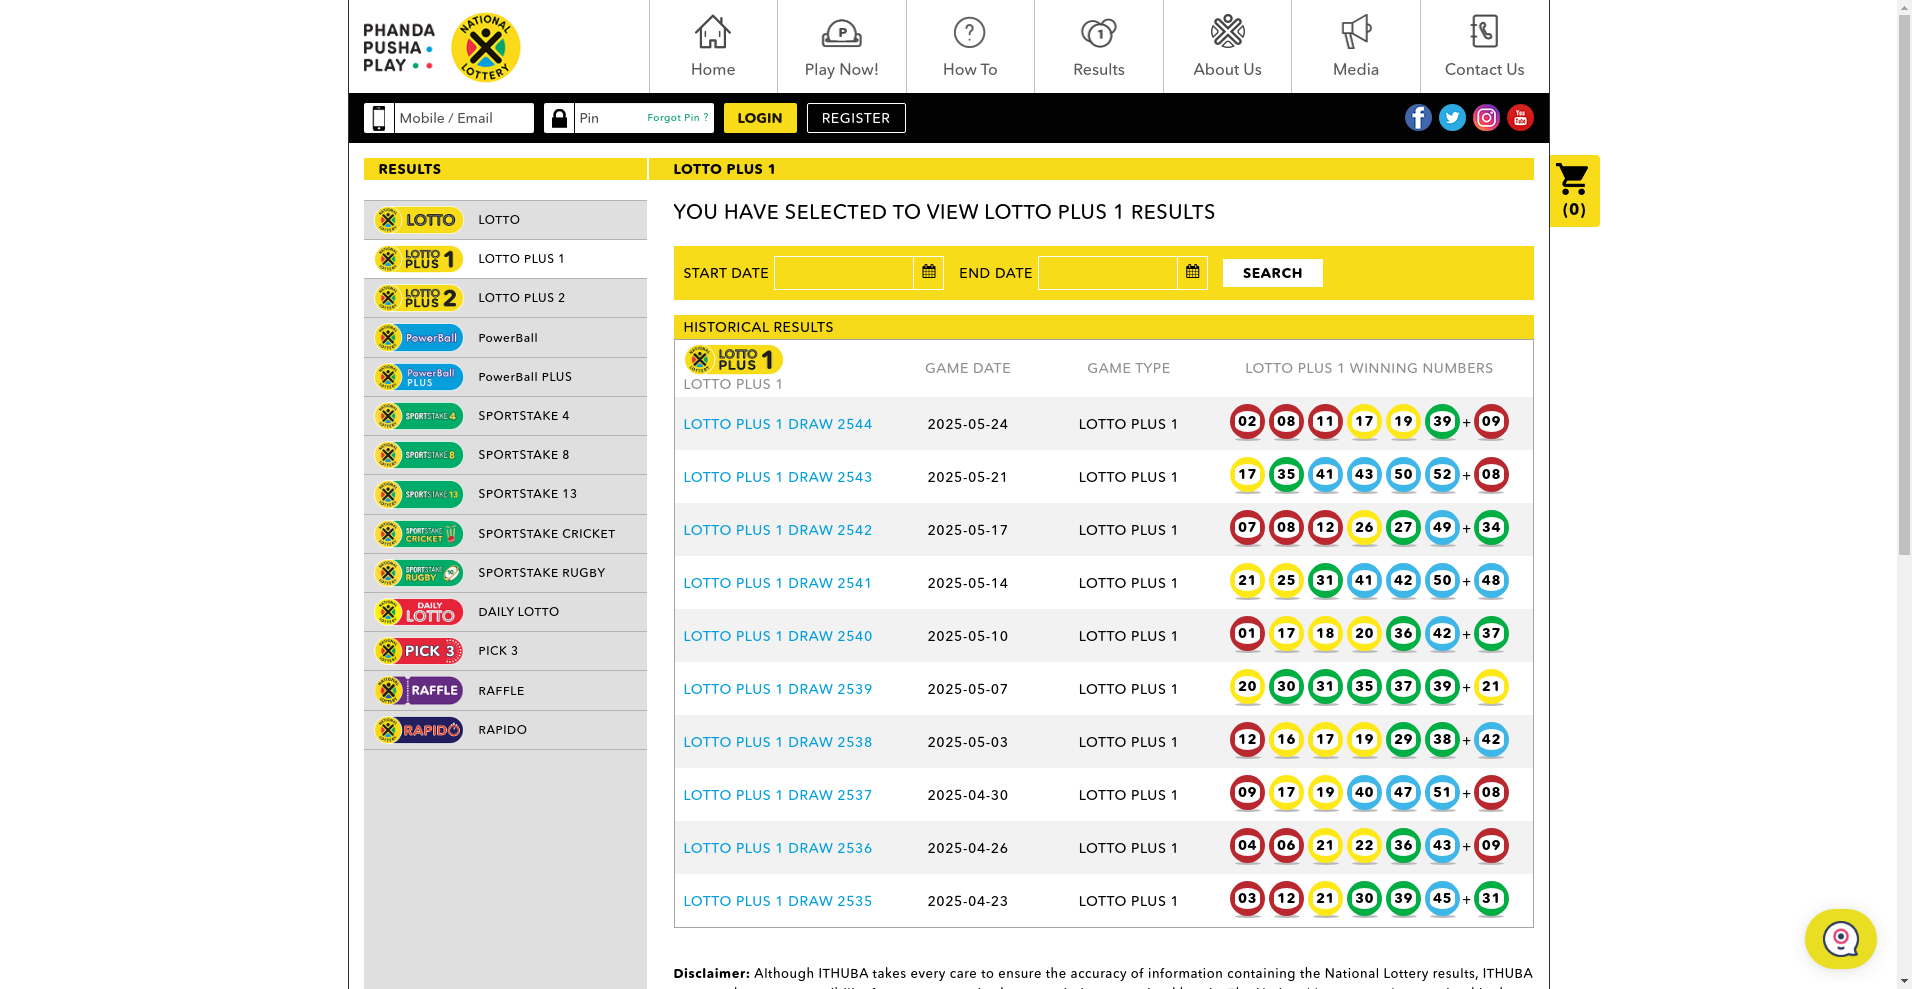 PHANDA
PUSHA
PLAY
NATIONAL
LOTTERY
Home
Play Now!
How To
Results
About Us
Media
Contact Us
Mobile / Email
Pin
Forgot Pin ?
LOGIN
REGISTER
RESULTS
LOTTO PLUS 1
(0)
LOTTO LOTTO
LOTTO PLUS 1 LOTTO PLUS 1
LOTTO PLUS 2 LOTTO PLUS 2
PowerBall PowerBall
PowerBall PLUS PowerBall PLUS
SPORTSTAKE 4 SPORTSTAKE 4
SPORTSTAKE 8 SPORTSTAKE 8
SPORTSTAKE 13 SPORTSTAKE 13
SPORTSTAKE CRICKET SPORTSTAKE CRICKET
SPORTSTAKE RUGBY SPORTSTAKE RUGBY
DAILY LOTTO DAILY LOTTO
PICK 3 PICK 3
RAFFLE RAFFLE
RAPIDO RAPIDO
YOU HAVE SELECTED TO VIEW LOTTO PLUS 1 RESULTS
START DATE END DATE SEARCH
HISTORICAL RESULTS
LOTTO PLUS 1
LOTTO PLUS 1 GAME DATE GAME TYPE LOTTO PLUS 1 WINNING NUMBERS
LOTTO PLUS 1 DRAW 2544 2025-05-24 LOTTO PLUS 1 02 08 11 17 19 39 + 09
LOTTO PLUS 1 DRAW 2543 2025-05-21 LOTTO PLUS 1 17 35 41 43 50 52 + 08
LOTTO PLUS 1 DRAW 2542 2025-05-17 LOTTO PLUS 1 07 08 12 26 27 49 + 34
LOTTO PLUS 1 DRAW 2541 2025-05-14 LOTTO PLUS 1 21 25 31 41 42 50 + 48
LOTTO PLUS 1 DRAW 2540 2025-05-10 LOTTO PLUS 1 01 17 18 20 36 42 + 37
LOTTO PLUS 1 DRAW 2539 2025-05-07 LOTTO PLUS 1 20 30 31 35 37 39 + 21
LOTTO PLUS 1 DRAW 2538 2025-05-03 LOTTO PLUS 1 12 16 17 19 29 38 + 42
LOTTO PLUS 1 DRAW 2537 2025-04-30 LOTTO PLUS 1 09 17 19 40 47 51 + 08
LOTTO PLUS 1 DRAW 2536 2025-04-26 LOTTO PLUS 1 04 06 21 22 36 43 + 09
LOTTO PLUS 1 DRAW 2535 2025-04-23 LOTTO PLUS 1 03 12 21 30 39 45 + 31
Disclaimer: Although ITHUBA takes every care to ensure the accuracy of information containing the National Lottery results, ITHUBA